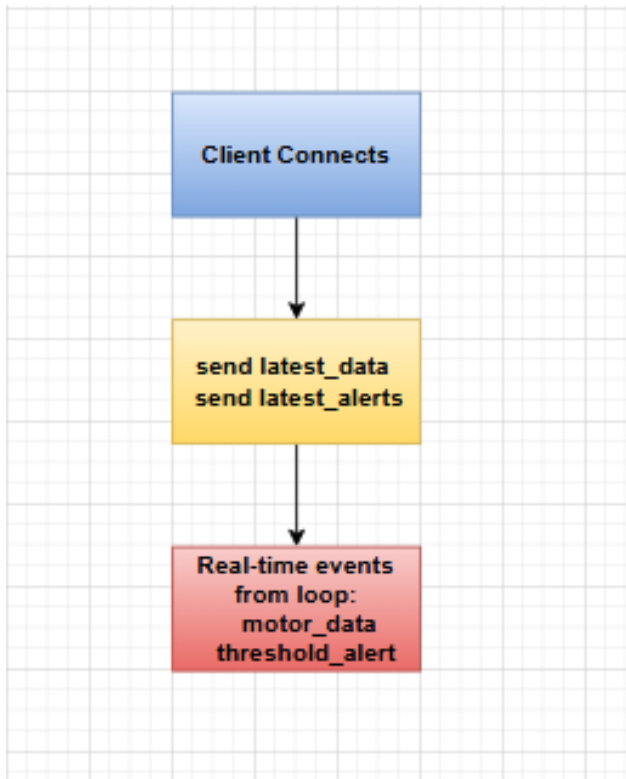 Client Connects
send latest_data
send latest_alerts
Real-time events
from loop:
motor_data
threshold_alert